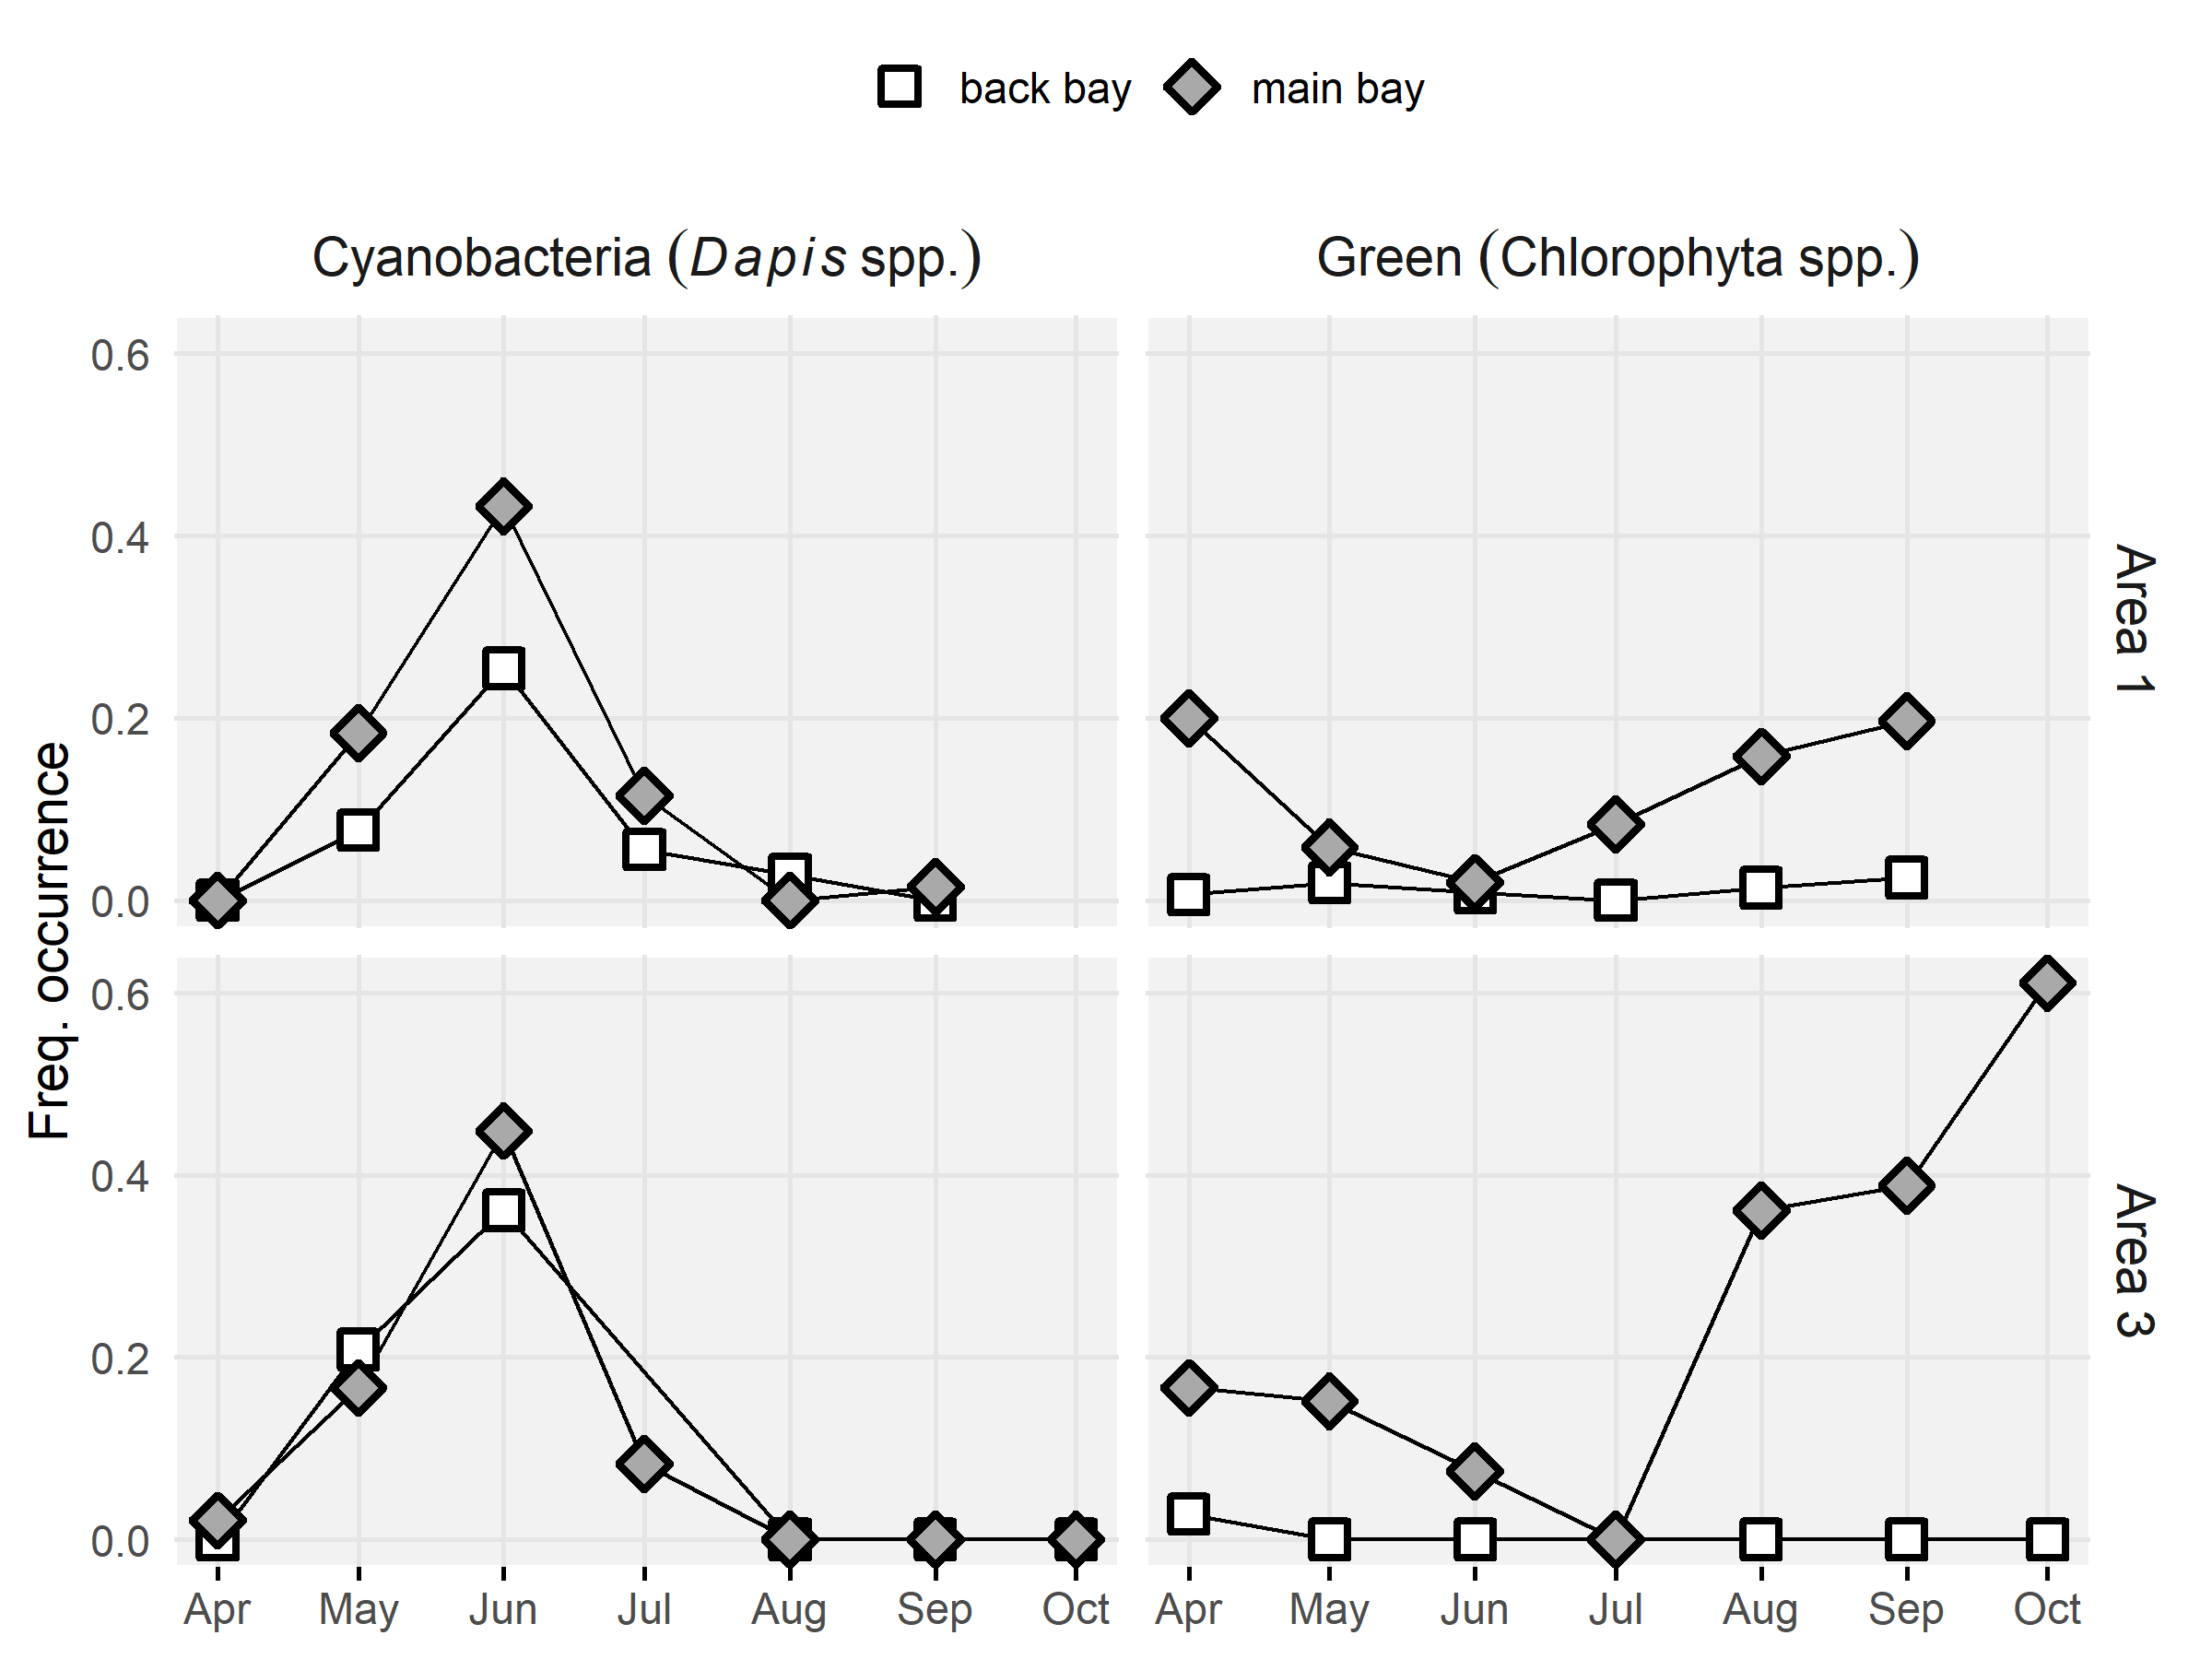 back bay main bay
Cyanobacteria (Dapis spp.) Green (Chlorophyta spp.)
0.6
0.4
0.2
0.0
Area 1
Freq. occurrence
0.6
0.4
0.2
0.0
Area 3
Apr May Jun Jul Aug Sep Oct Apr May Jun Jul Aug Sep Oct